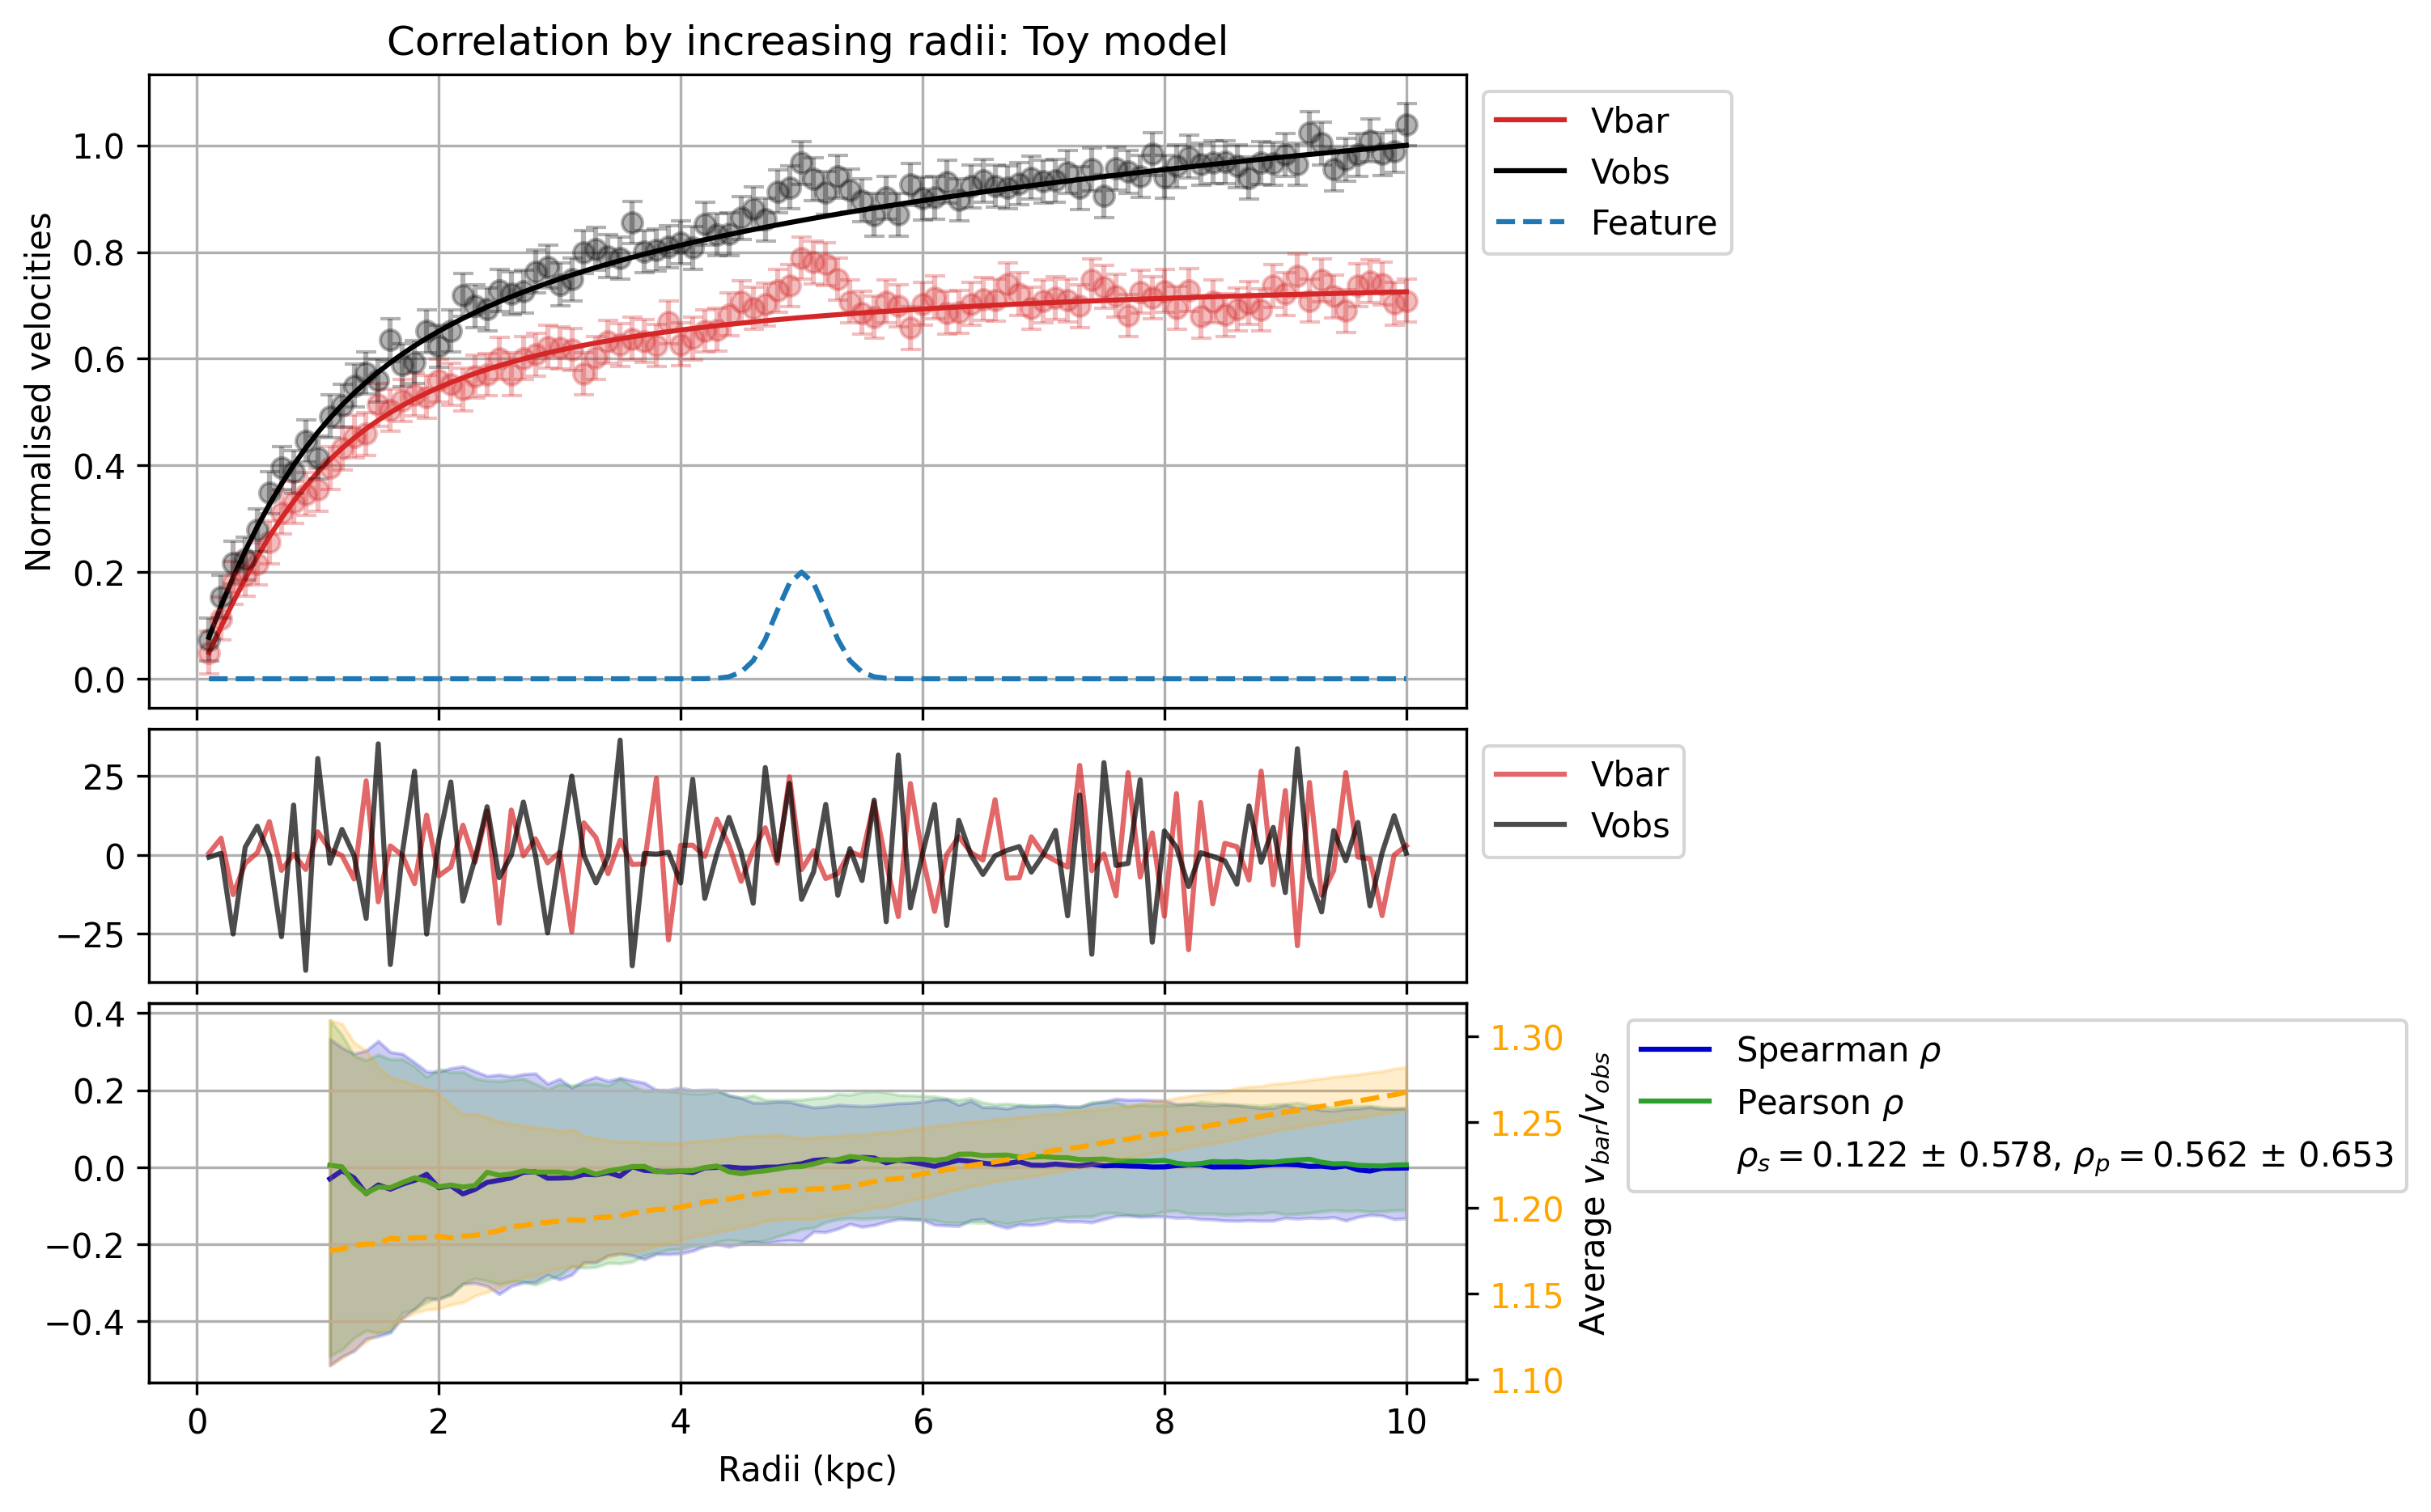 Correlation by increasing radii: Toy model
Normalised velocities
1.0
0.8
0.6
0.4
0.2
0.0
Vbar
Vobs
Feature
25
0
−25
Vbar
Vobs
0.4
0.2
0.0
−0.2
−0.4
1.30
1.25
1.20
1.15
1.10
Average v_bar/v_obs
Spearman ρ
Pearson ρ
ρ_s = 0.122 ± 0.578, ρ_p = 0.562 ± 0.653
0 2 4 6 8 10
Radii (kpc)